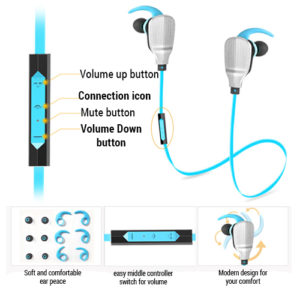 Volume up button
Connection icon
Mute button
Volume Down
button
Soft and comfortable
ear peace
easy middle controller
switch for volume
Modern design for
your comfort